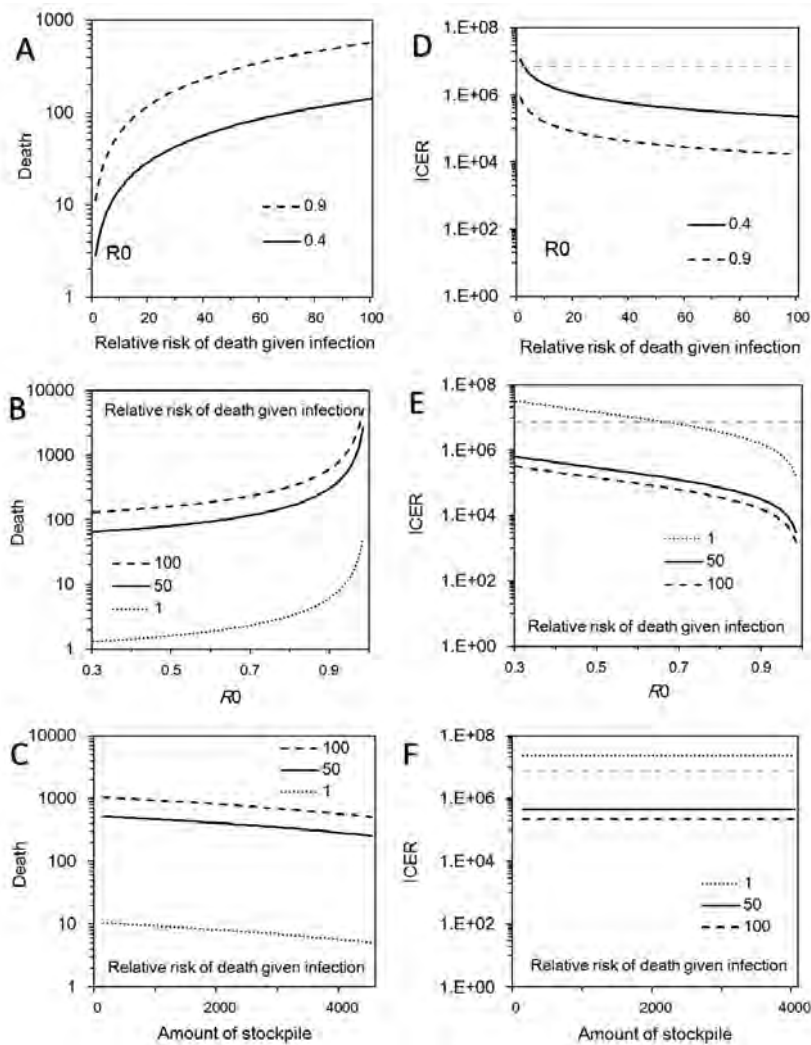 A
1000
100
10
1
Death
0.9
0.4
R0
0 20 40 60 80 100
Relative risk of death given infection
D
1.E+08
1.E+06
1.E+04
1.E+02
1.E+00
ICER
R0
0.4
0.9
0 20 40 60 80 100
Relative risk of death given infection
B
10000
1000
100
10
1
Death
Relative risk of death given infection
100
50
1
0.3 0.5 0.7 0.9
R0
E
1.E+08
1.E+06
1.E+04
1.E+02
1.E+00
ICER
1
50
100
Relative risk of death given infection
0.3 0.5 0.7 0.9
R0
C
10000
1000
100
10
1
Death
100
50
1
Relative risk of death given infection
0 2000 4000
Amount of stockpile
F
1.E+08
1.E+06
1.E+04
1.E+02
1.E+00
ICER
1
50
100
Relative risk of death given infection
0 2000 4000
Amount of stockpile